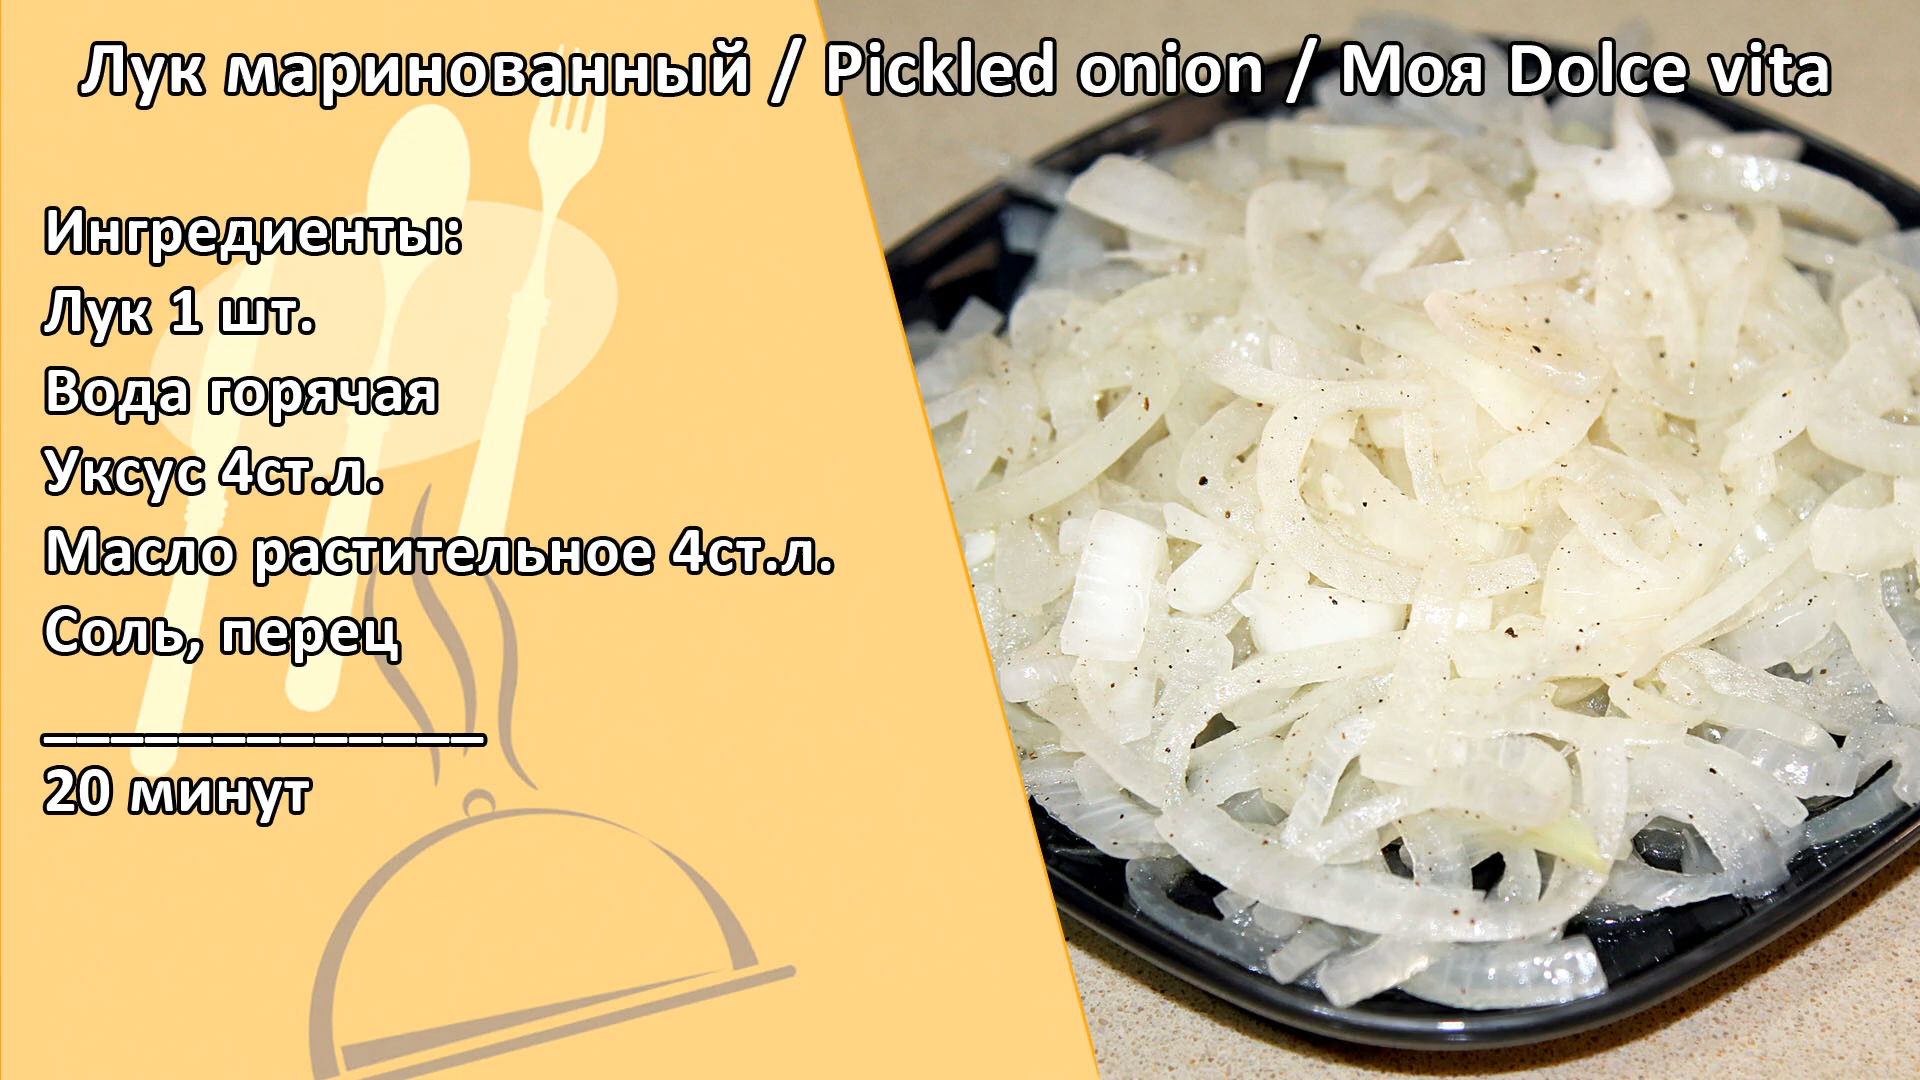 Лук маринованный / Pickled onion / Моя Dolce vita
Ингредиенты:
Лук 1 шт.
Вода горячая
Уксус 4ст.л.
Масло растительное 4ст.л.
Соль, перец
_____________
20 минут